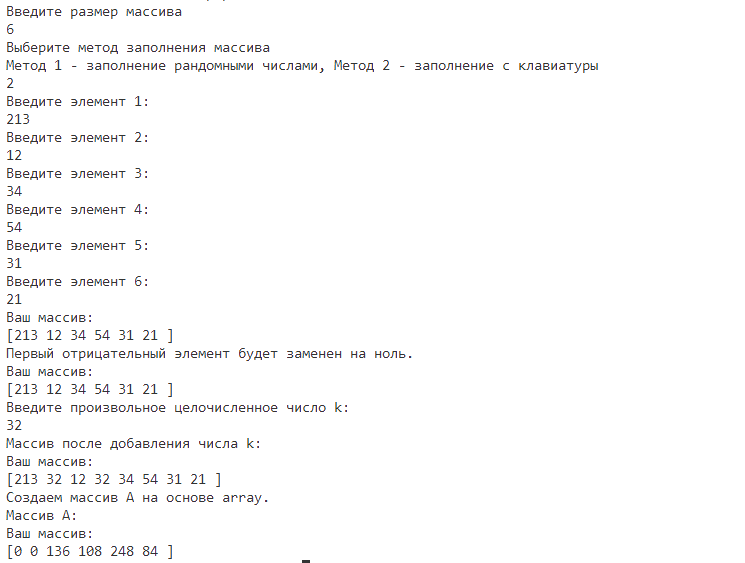 Введите размер массива
6
Выберите метод заполнения массива
Метод 1 - заполнение рандомными числами, Метод 2 - заполнение с клавиатуры
2
Введите элемент 1:
213
Введите элемент 2:
12
Введите элемент 3:
34
Введите элемент 4:
54
Введите элемент 5:
31
Введите элемент 6:
21
Ваш массив:
[213 12 34 54 31 21 ]
Первый отрицательный элемент будет заменен на ноль.
Ваш массив:
[213 12 34 54 31 21 ]
Введите произвольное целочисленное число k:
32
Массив после добавления числа k:
Ваш массив:
[213 32 12 32 34 54 31 21 ]
Создаем массив А на основе array.
Массив А:
Ваш массив:
[0 0 136 108 248 84 ]